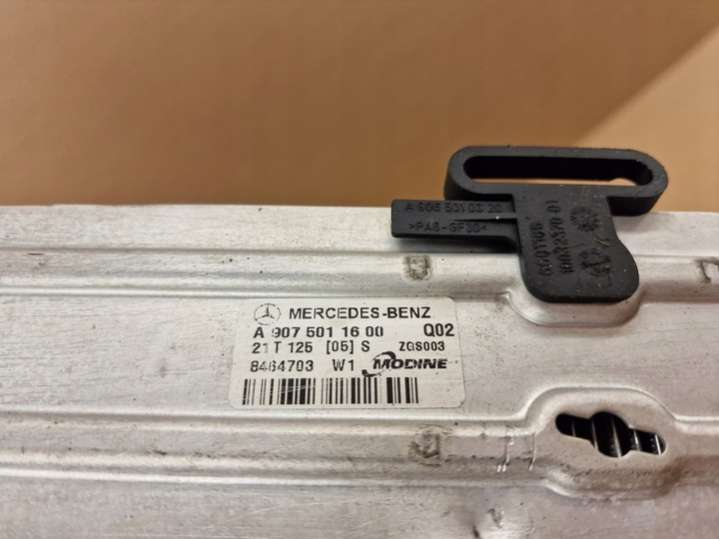 A 906 501 03 20
>PA6-GF30<
MERCEDES-BENZ
A 907 501 16 00 Q02
21 T 125 [05] S ZGS003
8464703 W1 MODINE